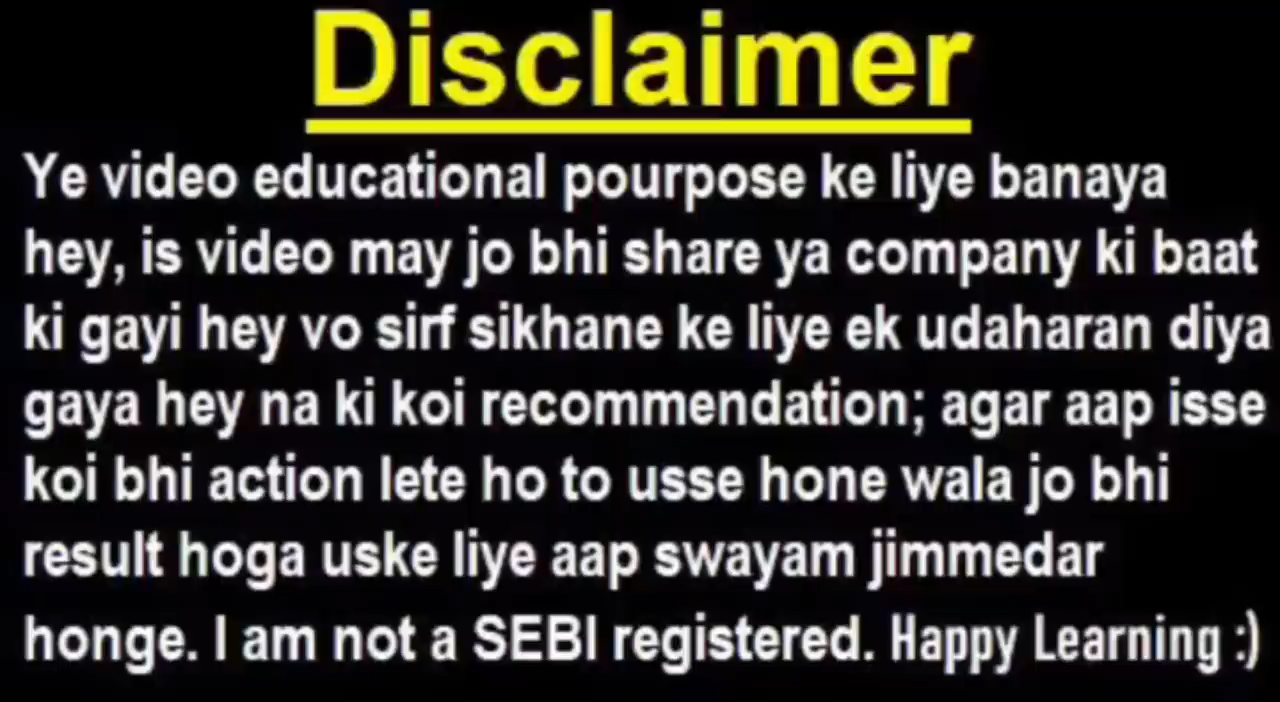 Disclaimer
Ye video educational pourpose ke liye banaya
hey, is video may jo bhi share ya company ki baat
ki gayi hey vo sirf sikhane ke liye ek udaharan diya
gaya hey na ki koi recommendation; agar aap isse
koi bhi action lete ho to usse hone wala jo bhi
result hoga uske liye aap swayam jimmedar
honge. I am not a SEBI registered. Happy Learning :)